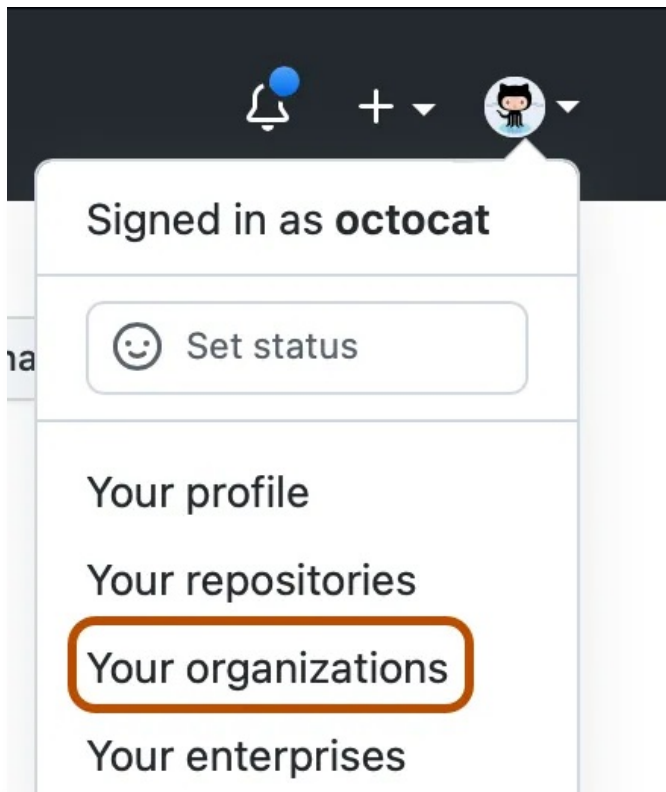 Signed in as octocat
Set status
Your profile
Your repositories
Your organizations
Your enterprises